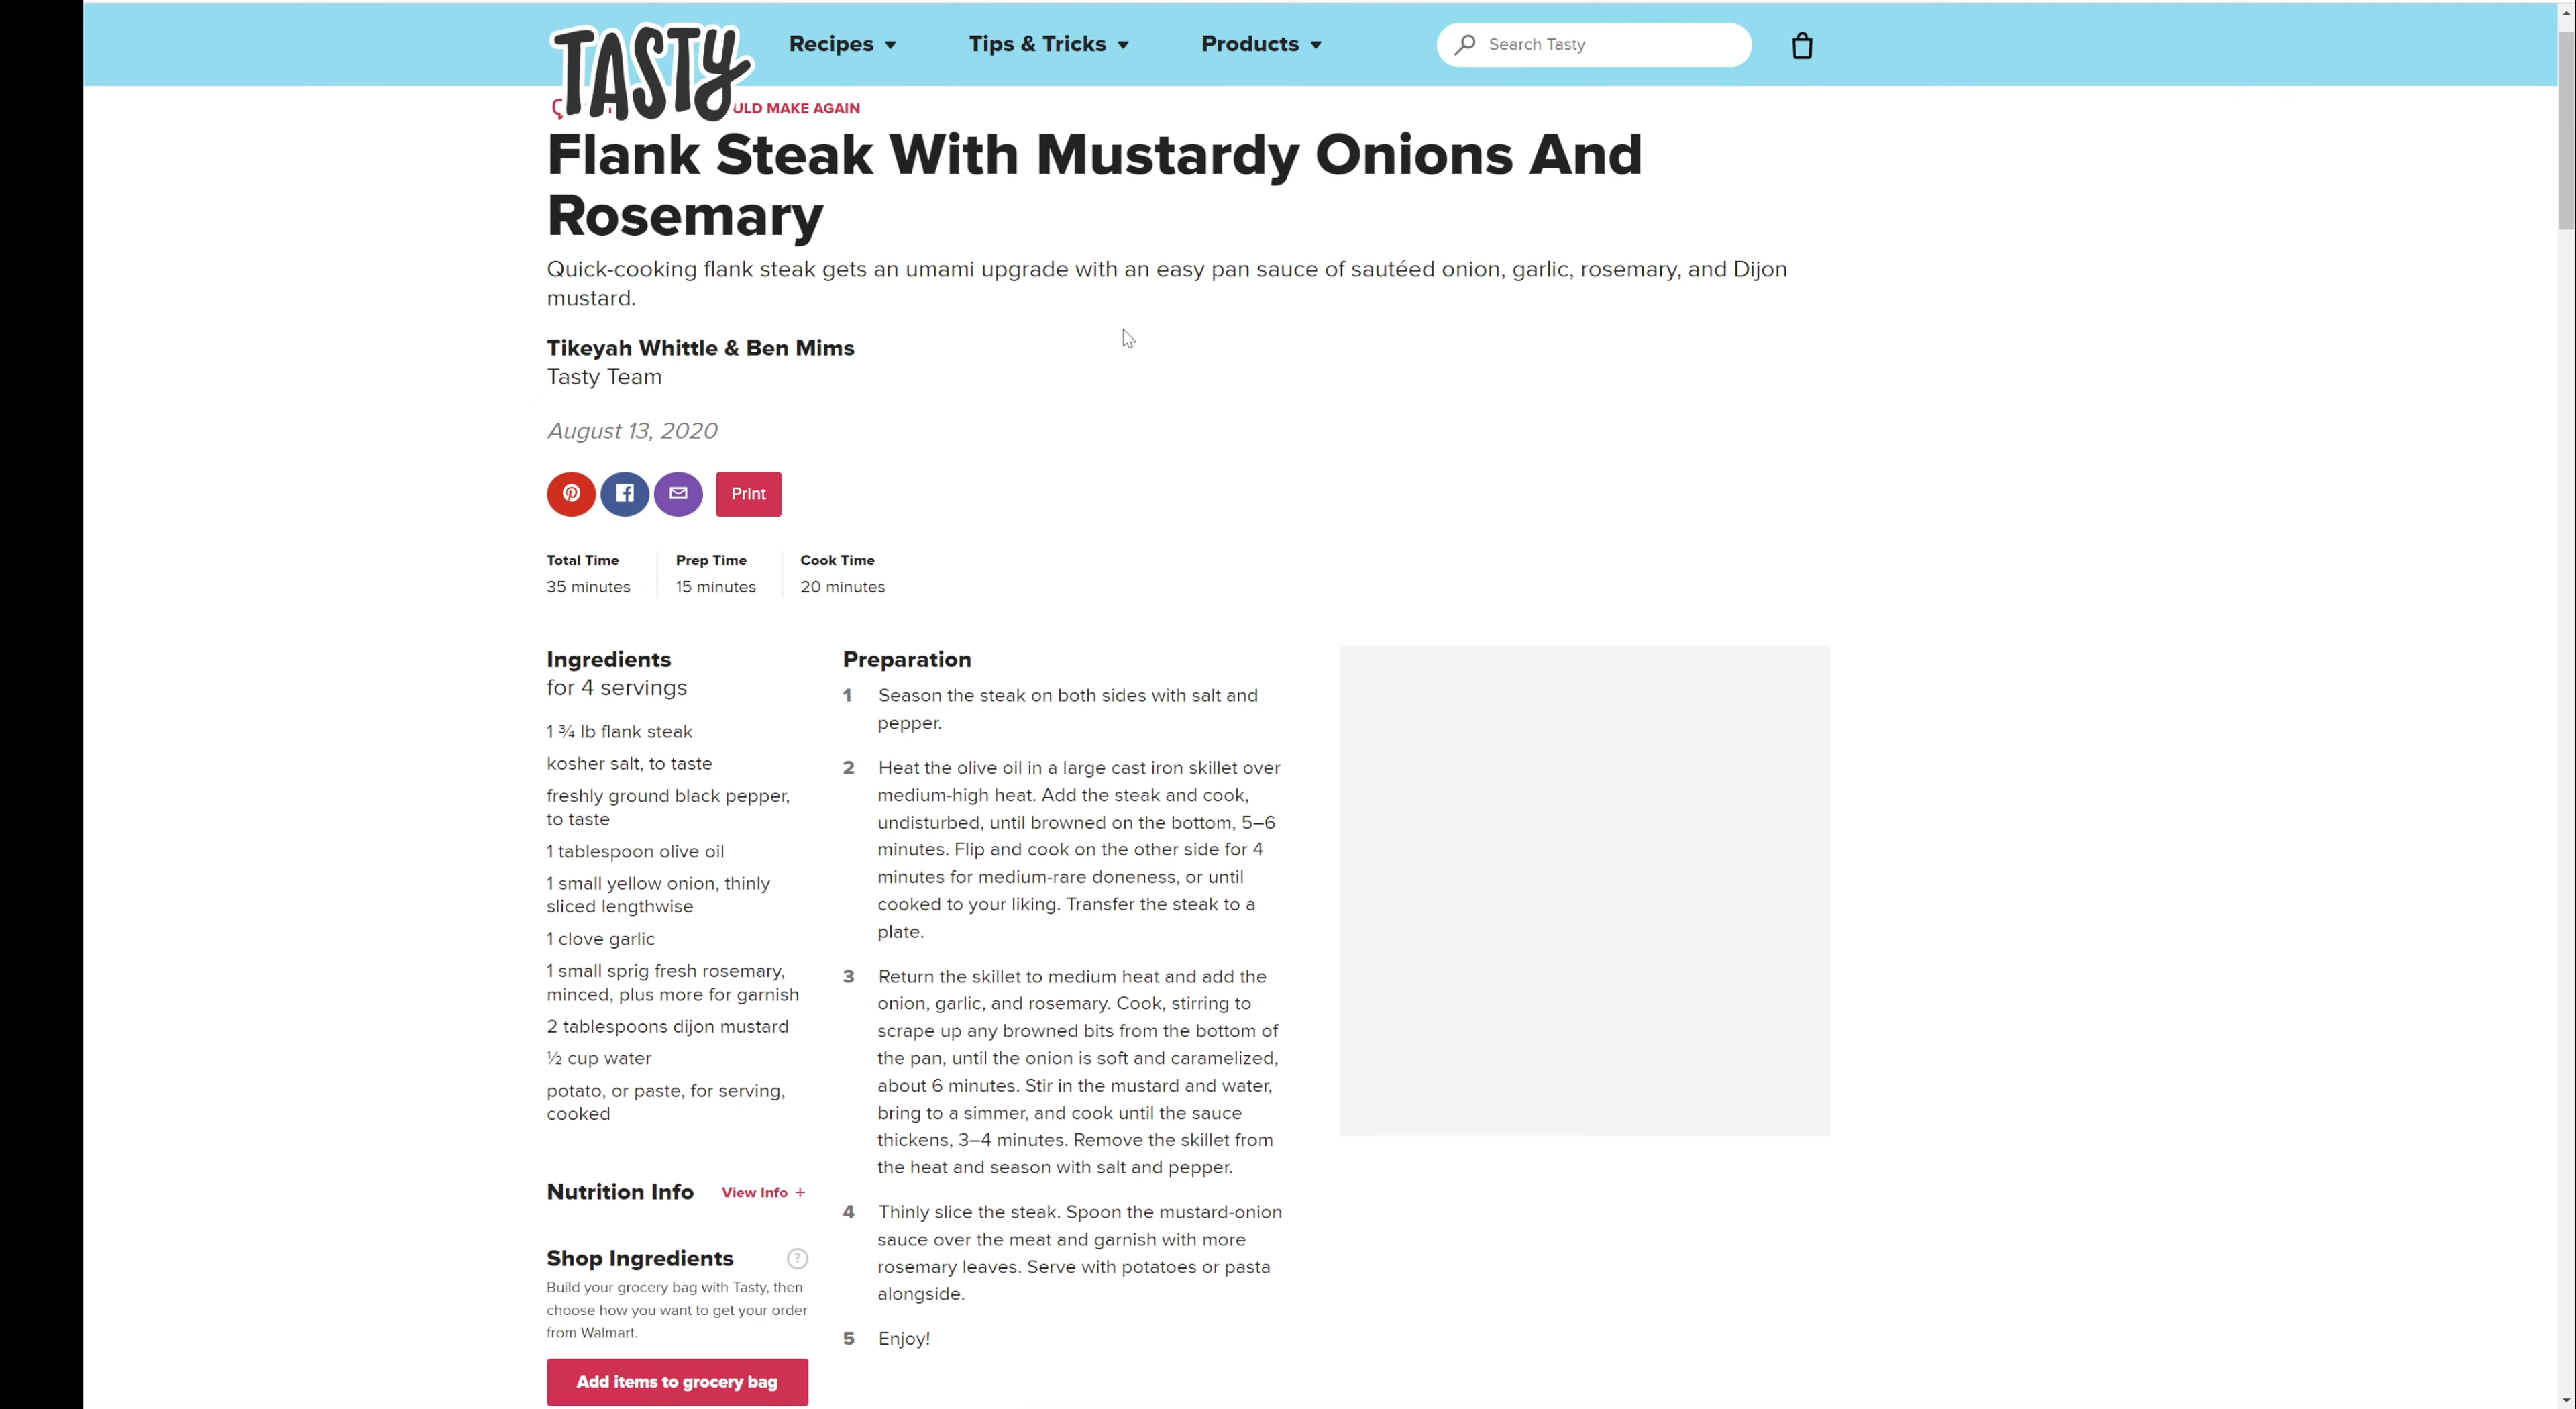 TASTY
Recipes
Tips & Tricks
Products
Search Tasty
MAKE AGAIN
Flank Steak With Mustardy Onions And
Rosemary
Quick-cooking flank steak gets an umami upgrade with an easy pan sauce of sautéed onion, garlic, rosemary, and Dijon
mustard.
Tikeyah Whittle & Ben Mims
Tasty Team
August 13, 2020
Print
Total Time
35 minutes
Prep Time
15 minutes
Cook Time
20 minutes
Ingredients
for 4 servings
1 ¾ lb flank steak
kosher salt, to taste
freshly ground black pepper,
to taste
1 tablespoon olive oil
1 small yellow onion, thinly
sliced lengthwise
1 clove garlic
1 small sprig fresh rosemary,
minced, plus more for garnish
2 tablespoons dijon mustard
½ cup water
potato, or paste, for serving,
cooked
Nutrition Info
View Info +
Shop Ingredients
?
Build your grocery bag with Tasty, then
choose how you want to get your order
from Walmart.
Add items to grocery bag
Preparation
1 Season the steak on both sides with salt and
pepper.
2 Heat the olive oil in a large cast iron skillet over
medium-high heat. Add the steak and cook,
undisturbed, until browned on the bottom, 5–6
minutes. Flip and cook on the other side for 4
minutes for medium-rare doneness, or until
cooked to your liking. Transfer the steak to a
plate.
3 Return the skillet to medium heat and add the
onion, garlic, and rosemary. Cook, stirring to
scrape up any browned bits from the bottom of
the pan, until the onion is soft and caramelized,
about 6 minutes. Stir in the mustard and water,
bring to a simmer, and cook until the sauce
thickens, 3–4 minutes. Remove the skillet from
the heat and season with salt and pepper.
4 Thinly slice the steak. Spoon the mustard-onion
sauce over the meat and garnish with more
rosemary leaves. Serve with potatoes or pasta
alongside.
5 Enjoy!